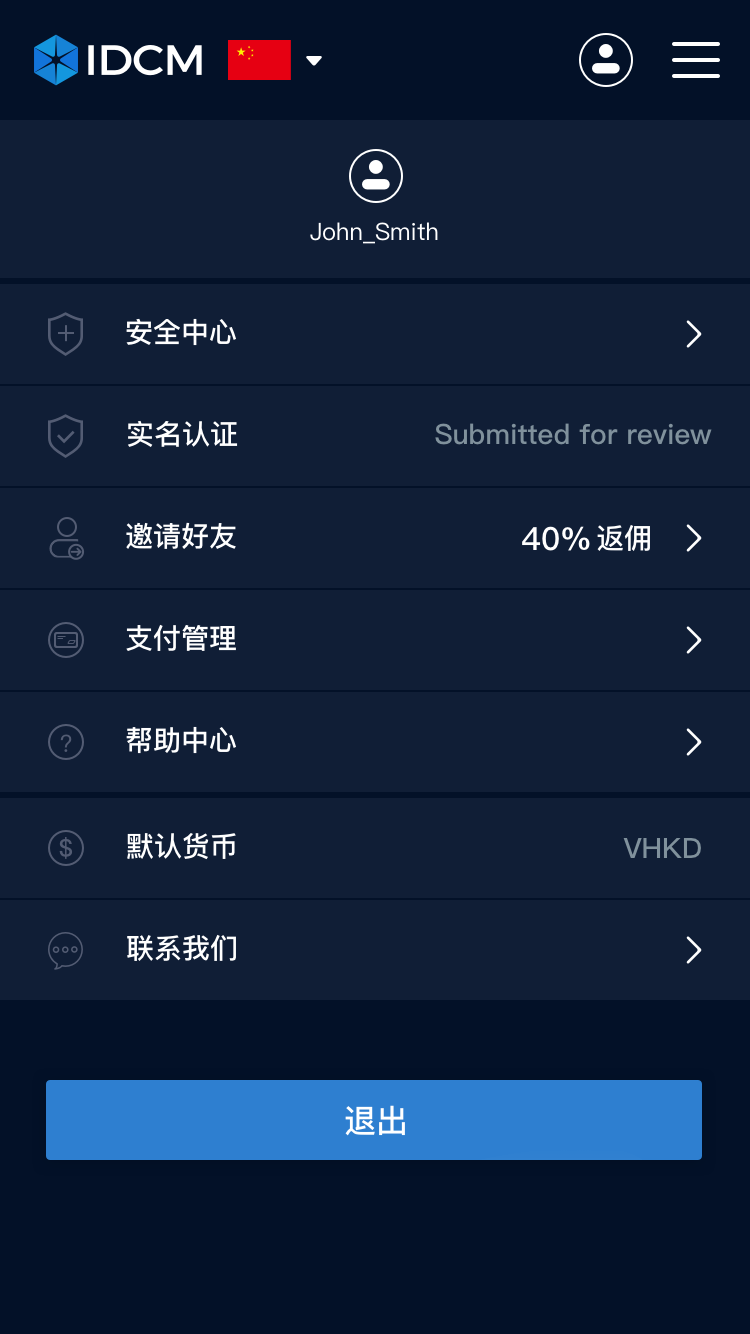 IDCM
John_Smith
安全中心
实名认证 Submitted for review
邀请好友 40% 返佣
支付管理
帮助中心
默认货币 VHKD
联系我们
退出